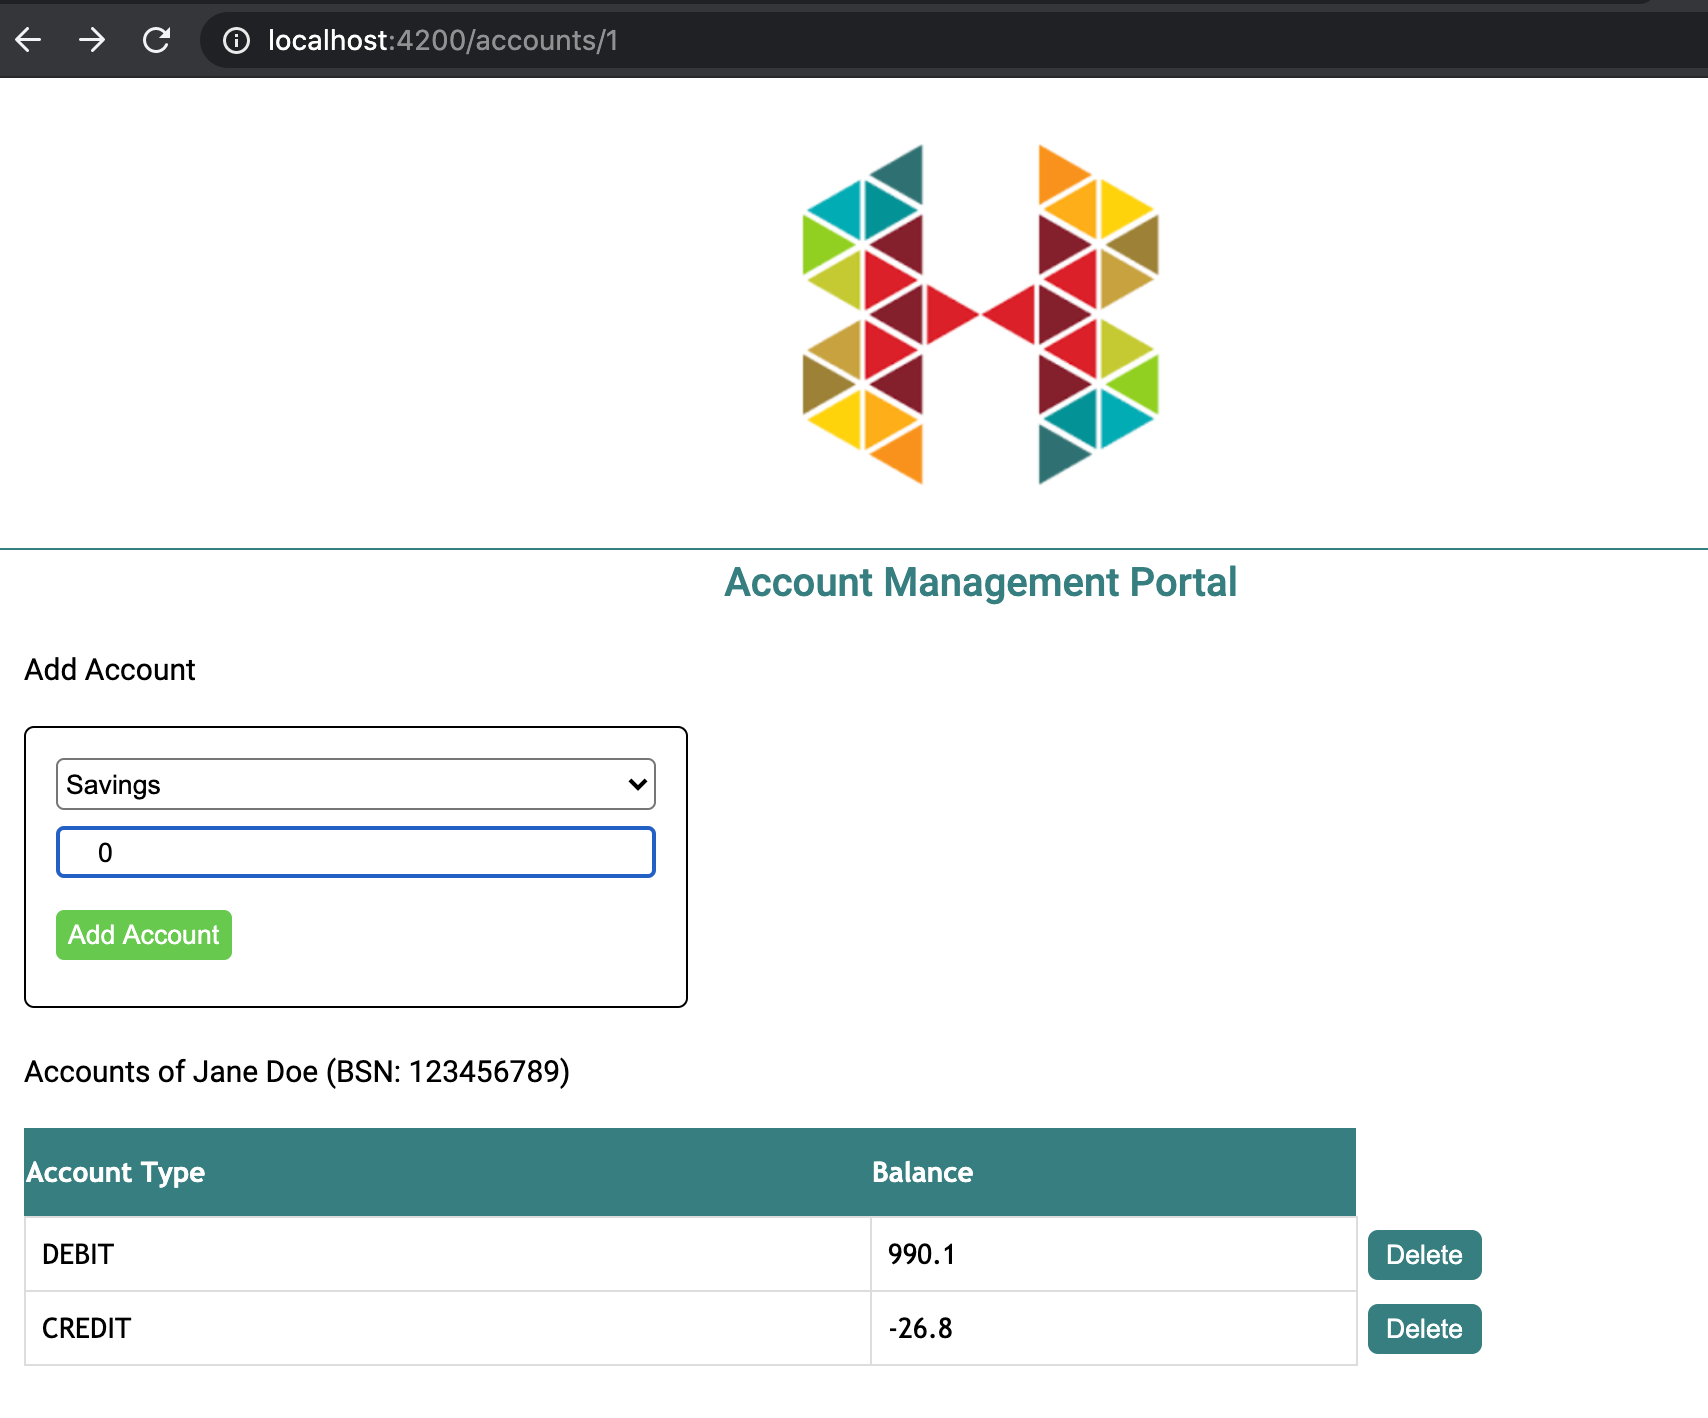 localhost:4200/accounts/1
Account Management Portal
Add Account
Savings
0
Add Account
Accounts of Jane Doe (BSN: 123456789)
Account Type Balance
DEBIT 990.1 Delete
CREDIT -26.8 Delete